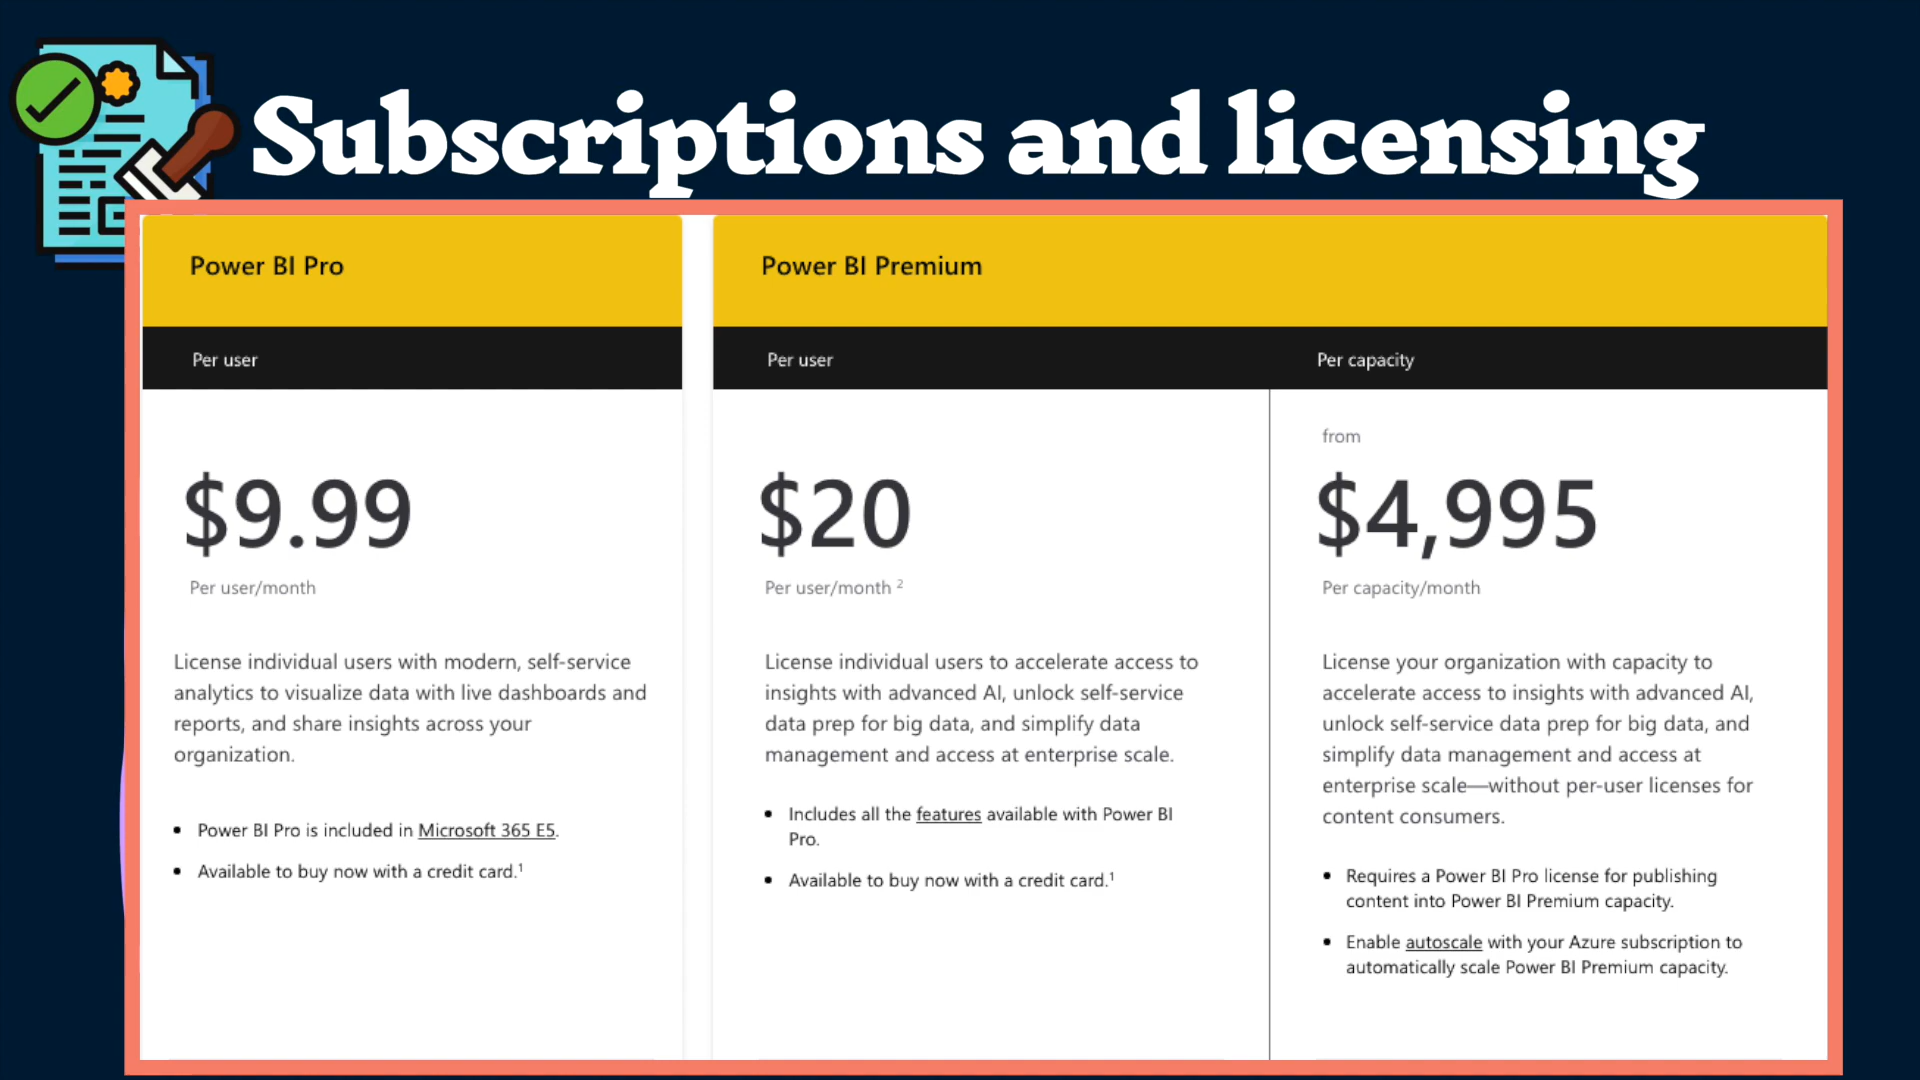 Subscriptions and licensing
Power BI Pro
Per user
$9.99
Per user/month
License individual users with modern, self-service
analytics to visualize data with live dashboards and
reports, and share insights across your
organization.
• Power BI Pro is included in Microsoft 365 E5.
• Available to buy now with a credit card.¹
Power BI Premium
Per user
$20
Per user/month ²
License individual users to accelerate access to
insights with advanced AI, unlock self-service
data prep for big data, and simplify data
management and access at enterprise scale.
• Includes all the features available with Power BI
Pro.
• Available to buy now with a credit card.¹
Per capacity
from
$4,995
Per capacity/month
License your organization with capacity to
accelerate access to insights with advanced AI,
unlock self-service data prep for big data, and
simplify data management and access at
enterprise scale—without per-user licenses for
content consumers.
• Requires a Power BI Pro license for publishing
content into Power BI Premium capacity.
• Enable autoscale with your Azure subscription to
automatically scale Power BI Premium capacity.